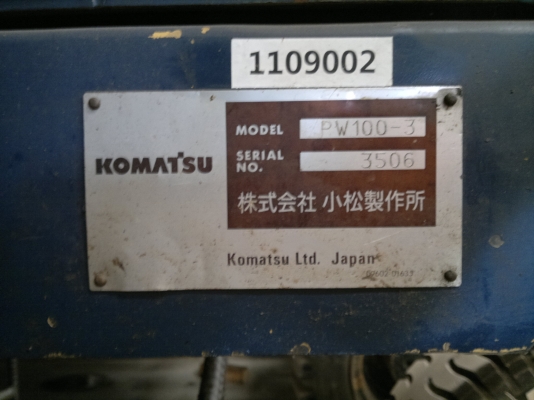 1109002
KOMATSU
MODEL PW100-3
SERIAL NO. 3506
株式会社 小松製作所
Komatsu Ltd. Japan